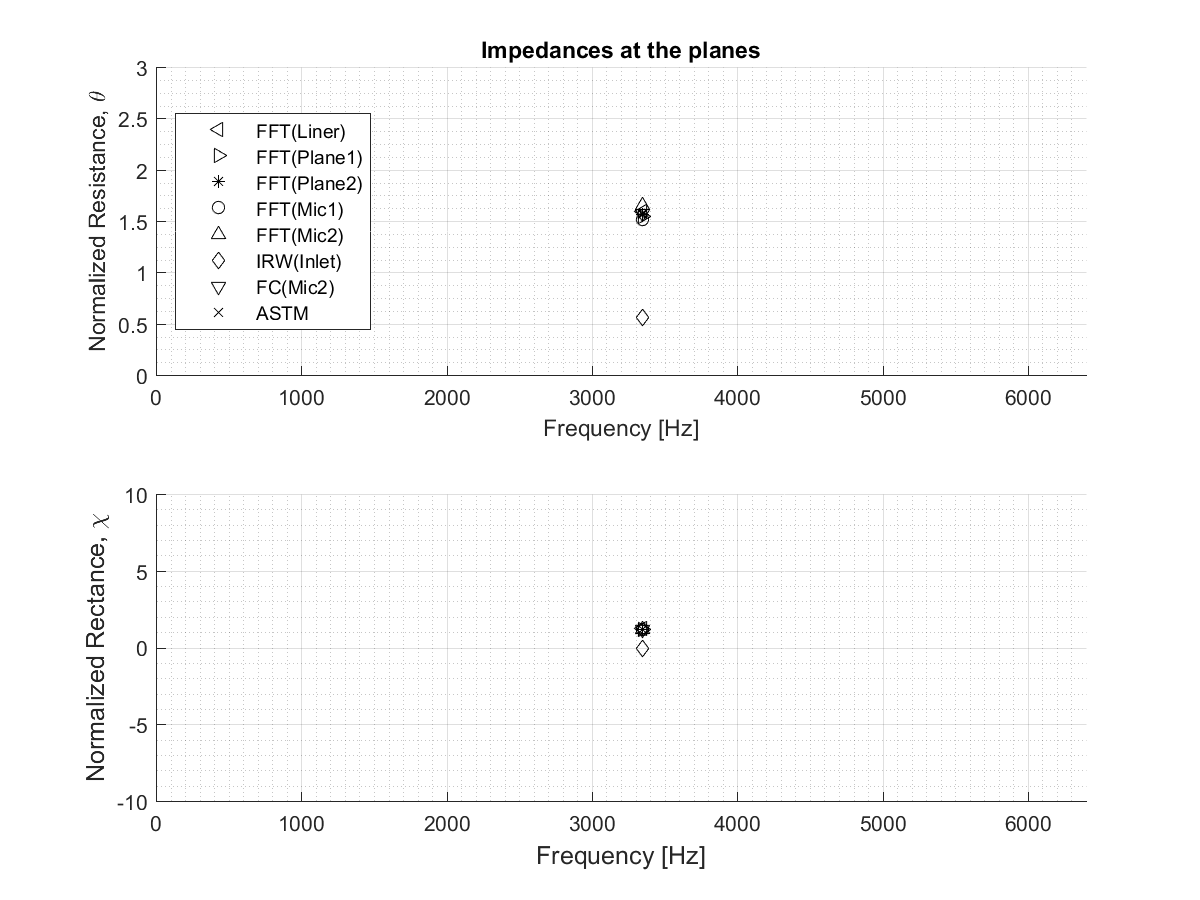 Impedances at the planes
Normalized Resistance, θ
3
2.5
2
1.5
1
0.5
0
FFT(Liner)
FFT(Plane1)
FFT(Plane2)
FFT(Mic1)
FFT(Mic2)
IRW(Inlet)
FC(Mic2)
ASTM
0 1000 2000 3000 4000 5000 6000
Frequency [Hz]
Normalized Rectance, χ
10
5
0
-5
-10
0 1000 2000 3000 4000 5000 6000
Frequency [Hz]